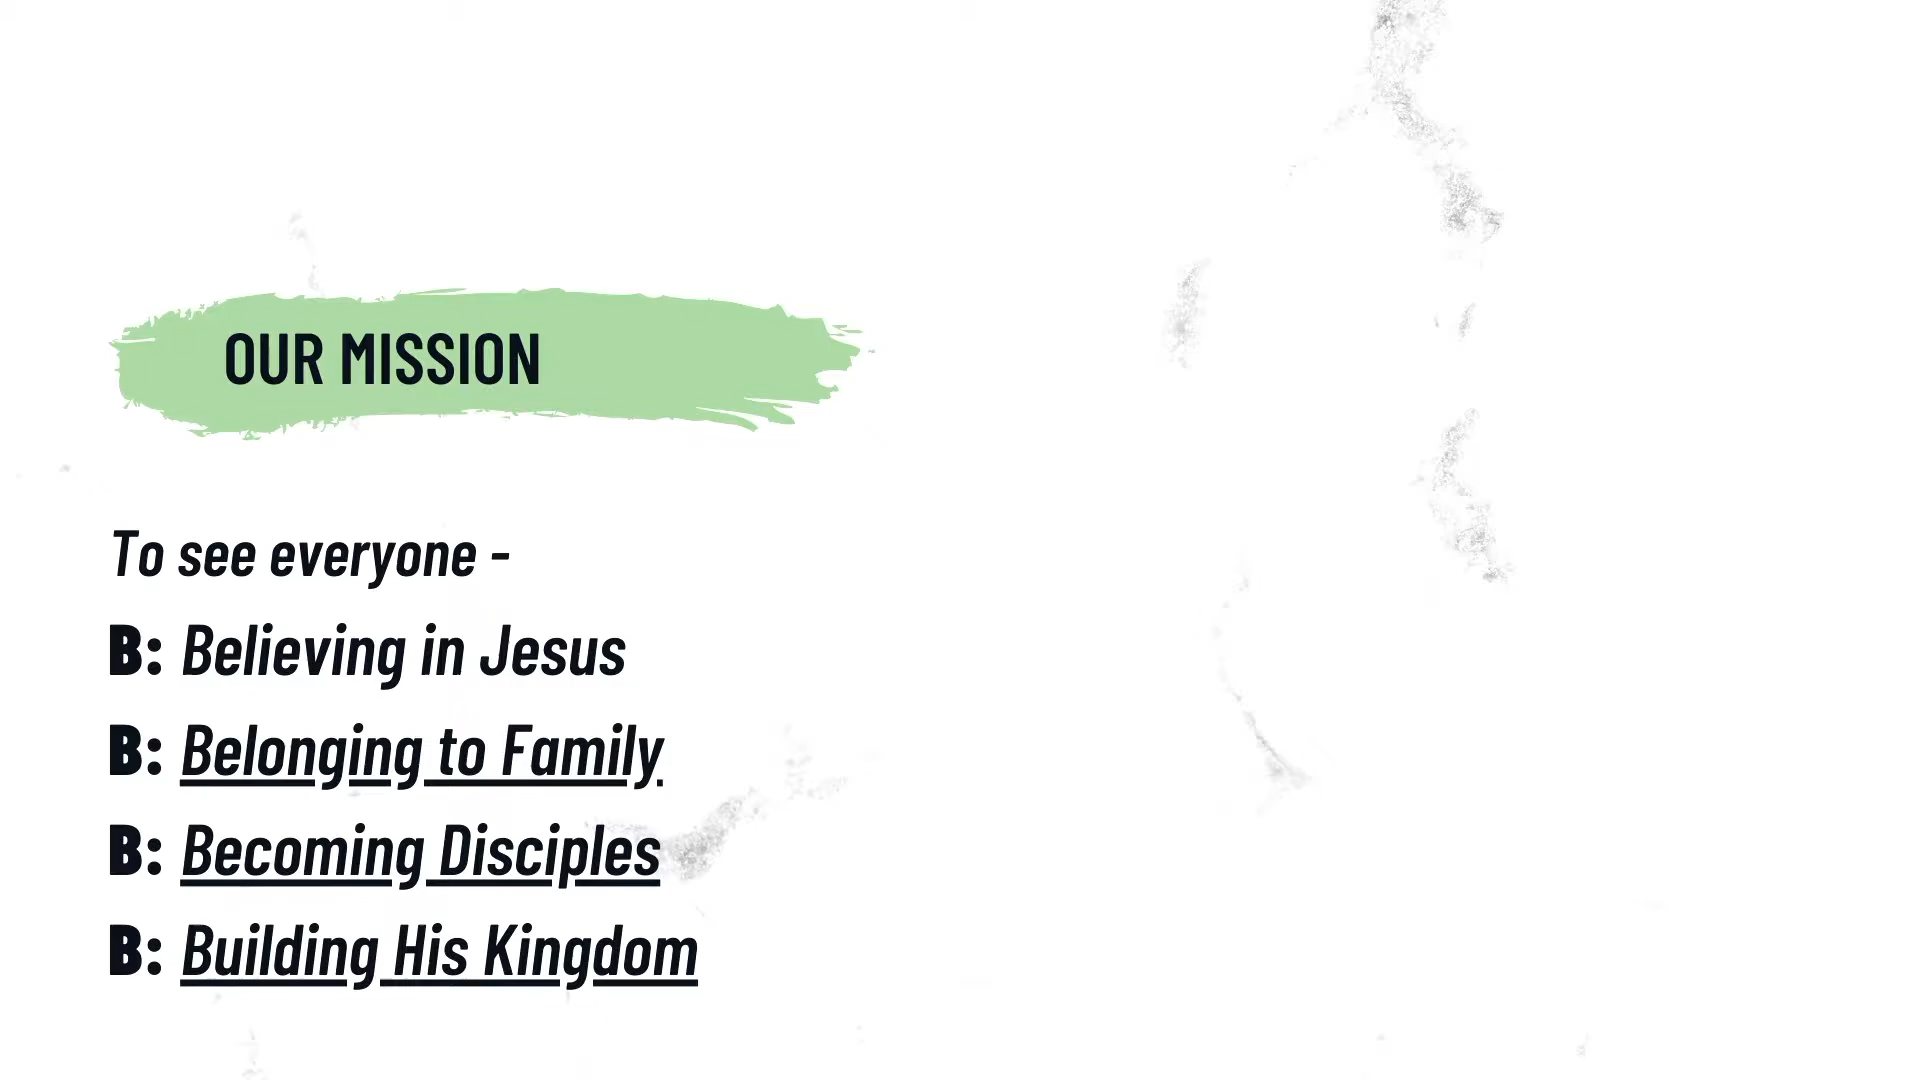 OUR MISSION
To see everyone -
B: Believing in Jesus
B: Belonging to Family
B: Becoming Disciples
B: Building His Kingdom